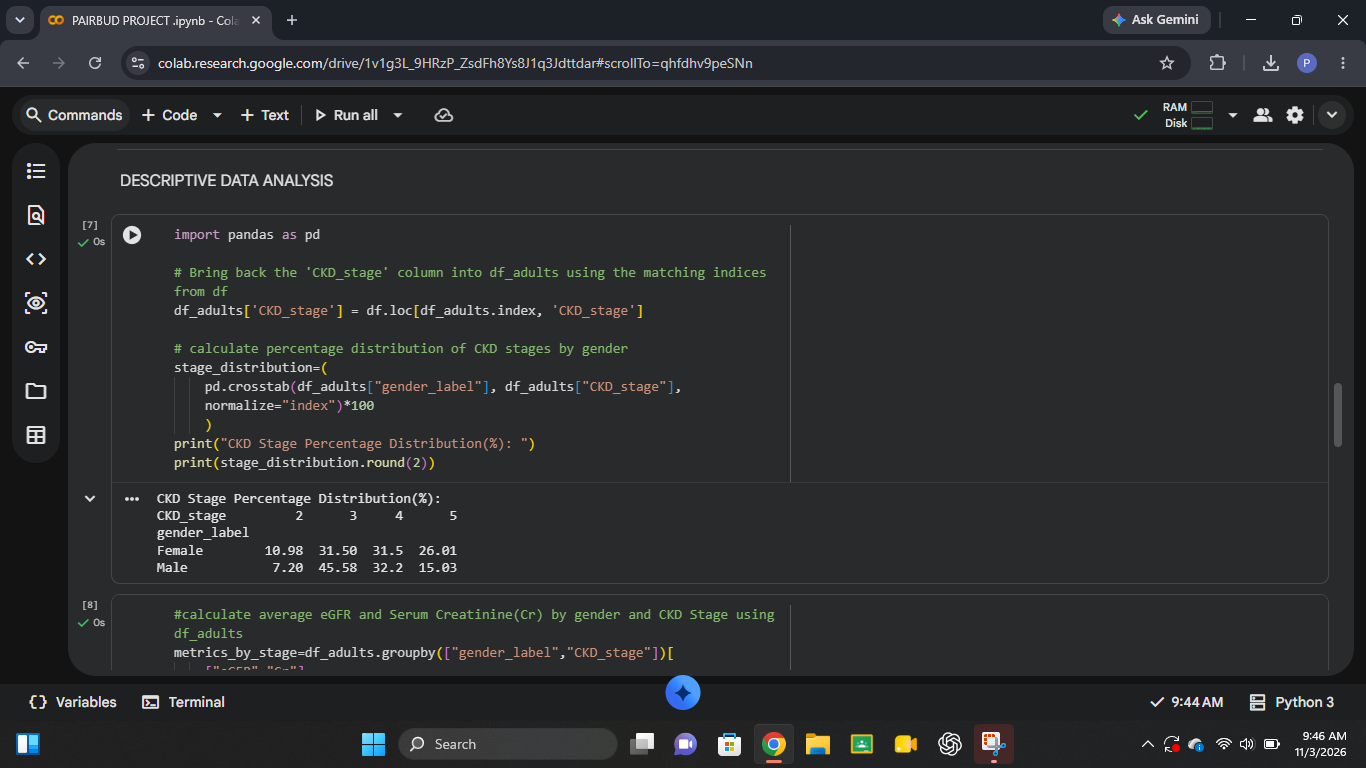 PAIRBUD PROJECT .ipynb - Cola
Ask Gemini
colab.research.google.com/drive/1v1g3L_9HRzP_ZsdFh8Ys8J1q3Jdttdar#scrollTo=qhfdhv9peSNn
P
Commands + Code + Text Run all
RAM
Disk
DESCRIPTIVE DATA ANALYSIS
[7]
0s
import pandas as pd
# Bring back the 'CKD_stage' column into df_adults using the matching indices
from df
df_adults['CKD_stage'] = df.loc[df_adults.index, 'CKD_stage']
# calculate percentage distribution of CKD stages by gender
stage_distribution=(
pd.crosstab(df_adults["gender_label"], df_adults["CKD_stage"],
normalize="index")*100
)
print("CKD Stage Percentage Distribution(%): ")
print(stage_distribution.round(2))
CKD Stage Percentage Distribution(%):
CKD_stage 2 3 4 5
gender_label
Female 10.98 31.50 31.5 26.01
Male 7.20 45.58 32.2 15.03
[8]
0s
#calculate average eGFR and Serum Creatinine(Cr) by gender and CKD Stage using
df_adults
metrics_by_stage=df_adults.groupby(["gender_label","CKD_stage"])[
["eGFR","Cr"]
{} Variables Terminal
9:44 AM Python 3
Search
9:46 AM
11/3/2026